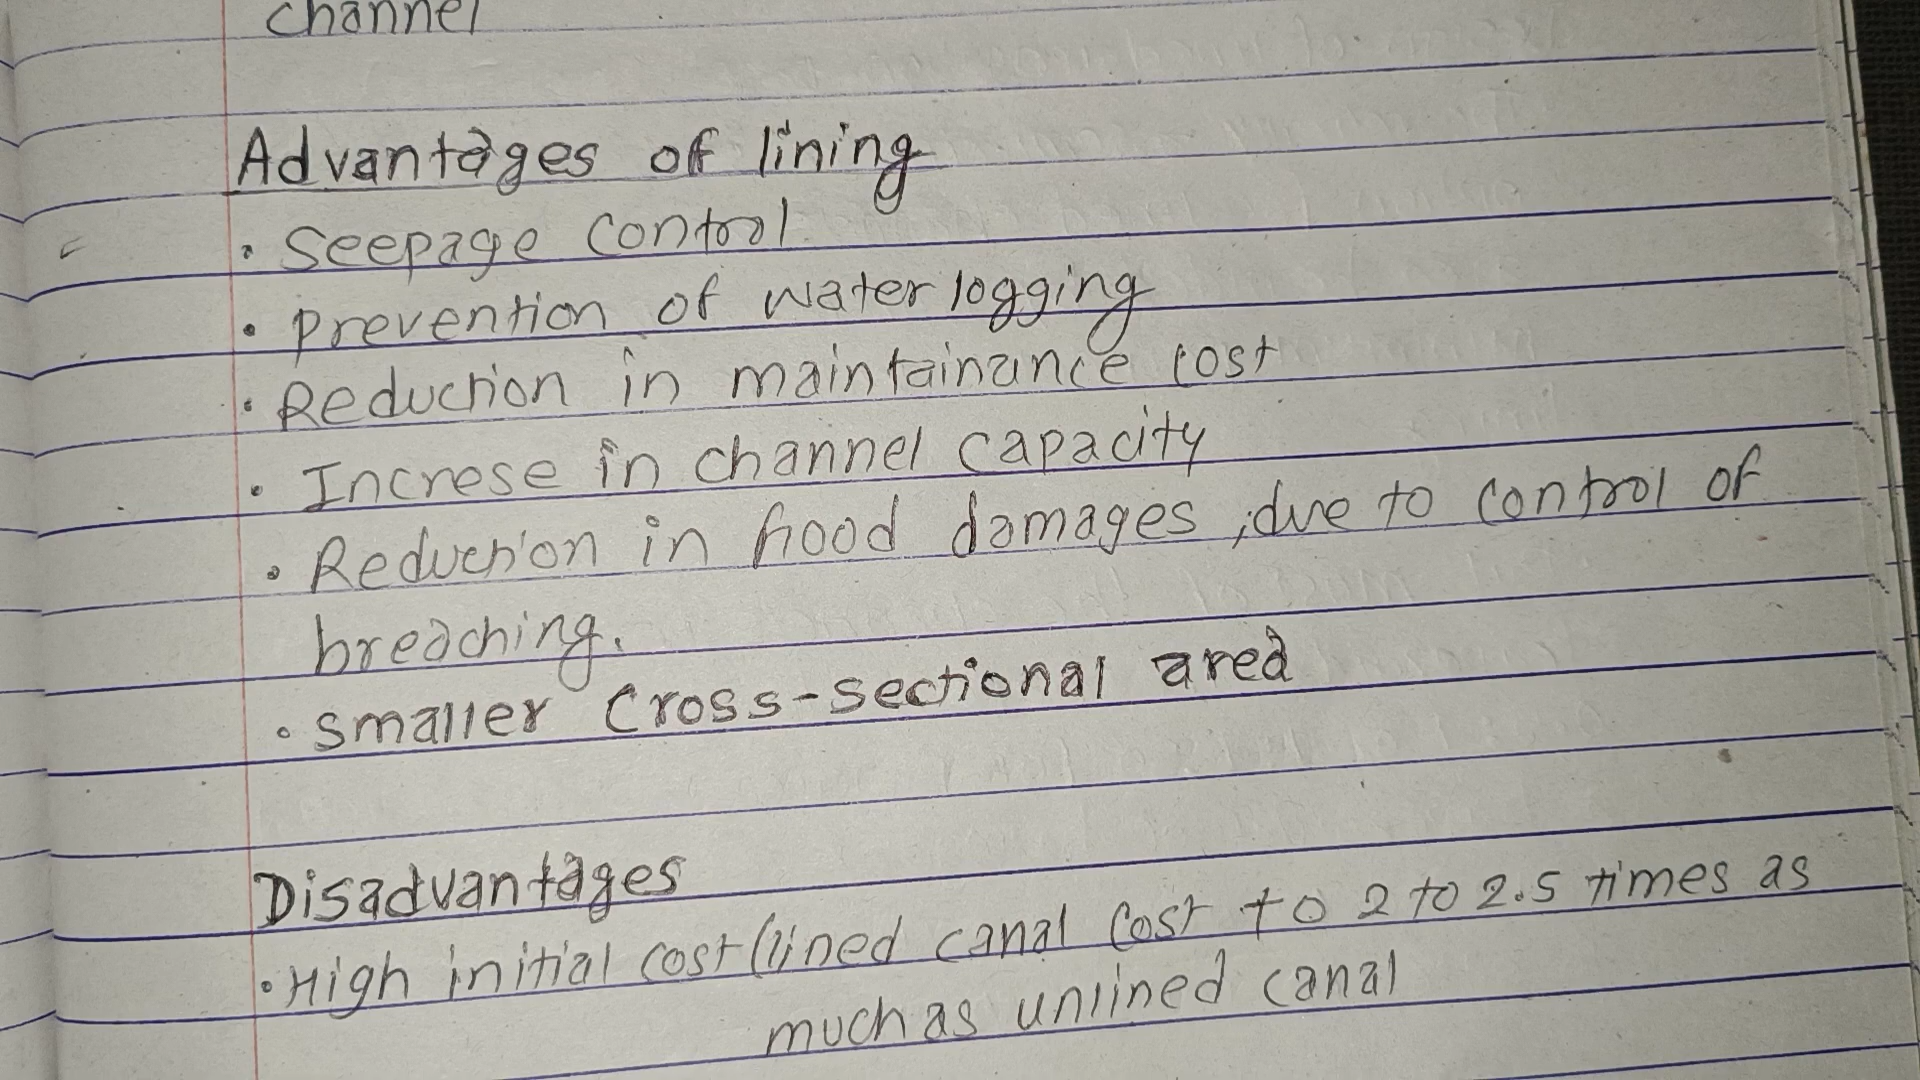 channel
Advantages of lining
• Seepage control
• prevention of water logging
• Reduction in maintainance cost
• Increse in channel capacity
• Reduction in flood damages, due to control of
breaching.
• smaller cross-sectional area
Disadvantages
• High initial cost (lined canal cost to 2 to 2.5 times as
much as unlined canal